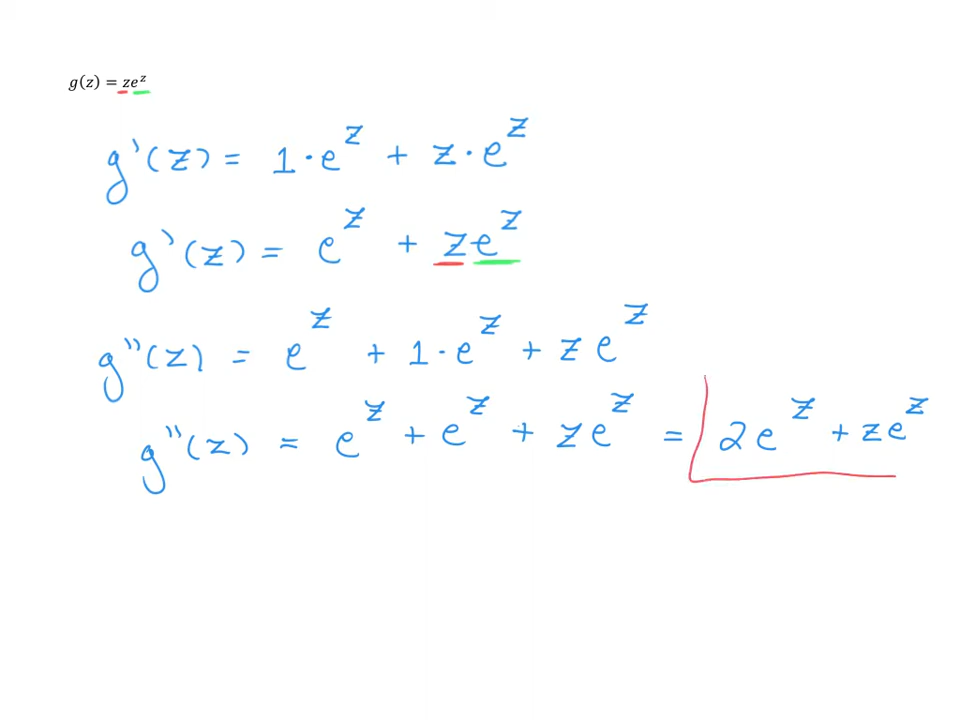 g(z) = ze^z
g'(z) = 1·e^z + z·e^z
g'(z) = e^z + ze^z
g''(z) = e^z + 1·e^z + ze^z
g''(z) = e^z + e^z + ze^z = 2e^z + ze^z